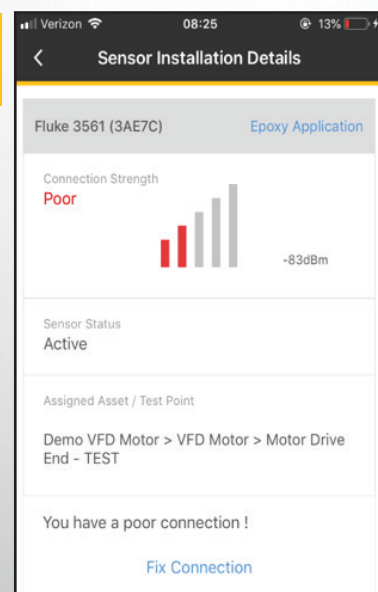 Verizon 08:25 13%
Sensor Installation Details
Fluke 3561 (3AE7C) Epoxy Application
Connection Strength
Poor
-83dBm
Sensor Status
Active
Assigned Asset / Test Point
Demo VFD Motor > VFD Motor > Motor Drive
End - TEST
You have a poor connection !
Fix Connection